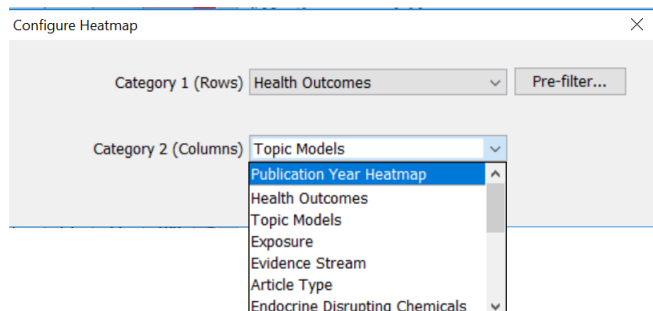 Configure Heatmap
Category 1 (Rows) Health Outcomes Pre-filter...
Category 2 (Columns) Topic Models
Publication Year Heatmap
Health Outcomes
Topic Models
Exposure
Evidence Stream
Article Type
Endocrine Disrupting Chemicals